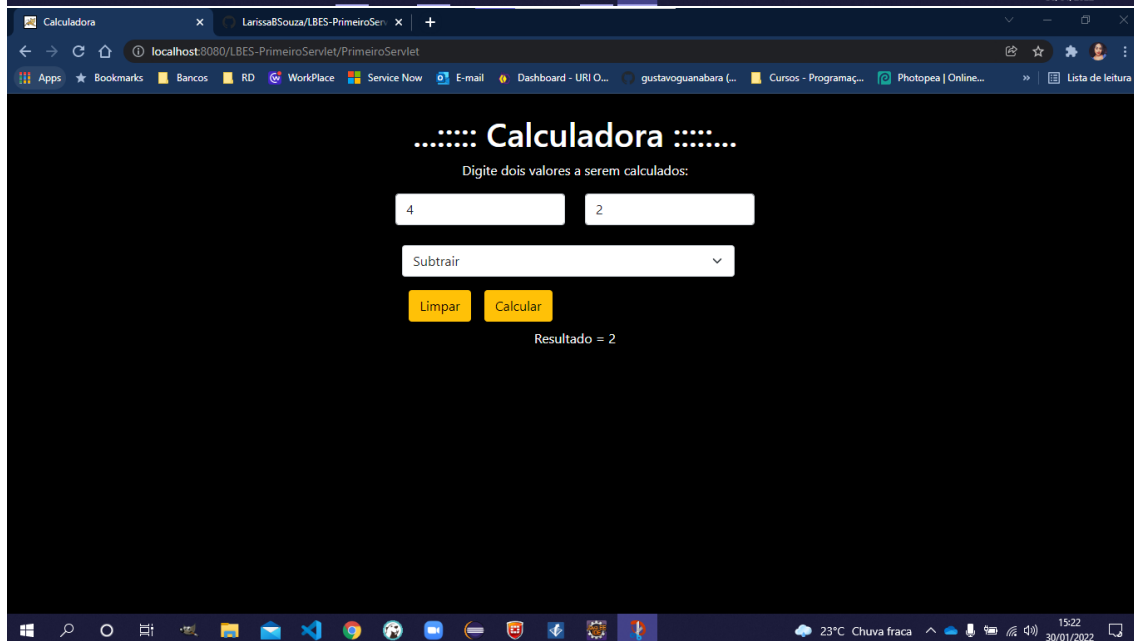 Calculadora
LarissaBSouza/LBES-PrimeiroServ
localhost:8080/LBES-PrimeiroServlet/PrimeiroServlet
Apps Bookmarks Bancos RD WorkPlace Service Now E-mail Dashboard - URI O... gustavoguanabara (... Cursos - Programaç... Photopea | Online... » Lista de leitura
...::::: Calculadora :::::...
Digite dois valores a serem calculados:
4 2
Subtrair
Limpar Calcular
Resultado = 2
23°C Chuva fraca 15:22
30/01/2022